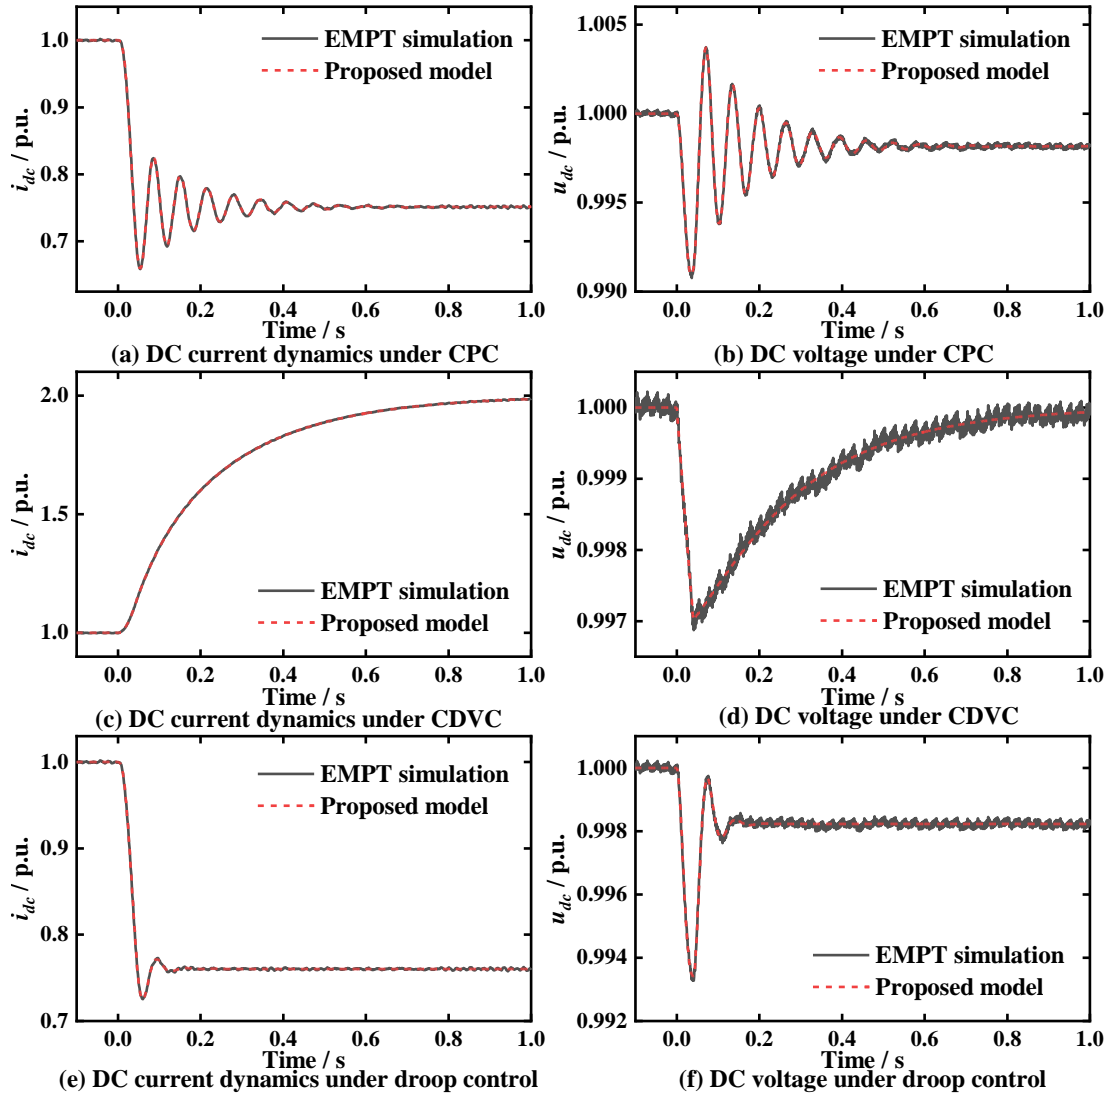 1.0
0.9
0.8
0.7
i_dc / p.u.
EMPT simulation
Proposed model
0.0 0.2 0.4 0.6 0.8 1.0
Time / s
(a) DC current dynamics under CPC
1.005
1.000
0.995
0.990
u_dc / p.u.
EMPT simulation
Proposed model
0.0 0.2 0.4 0.6 0.8 1.0
Time / s
(b) DC voltage under CPC
2.0
1.5
1.0
i_dc / p.u.
EMPT simulation
Proposed model
0.0 0.2 0.4 0.6 0.8 1.0
Time / s
(c) DC current dynamics under CDVC
1.000
0.999
0.998
0.997
u_dc / p.u.
EMPT simulation
Proposed model
0.0 0.2 0.4 0.6 0.8 1.0
Time / s
(d) DC voltage under CDVC
1.0
0.9
0.8
0.7
i_dc / p.u.
EMPT simulation
Proposed model
0.0 0.2 0.4 0.6 0.8 1.0
Time / s
(e) DC current dynamics under droop control
1.000
0.998
0.996
0.994
0.992
u_dc / p.u.
EMPT simulation
Proposed model
0.0 0.2 0.4 0.6 0.8 1.0
Time / s
(f) DC voltage under droop control